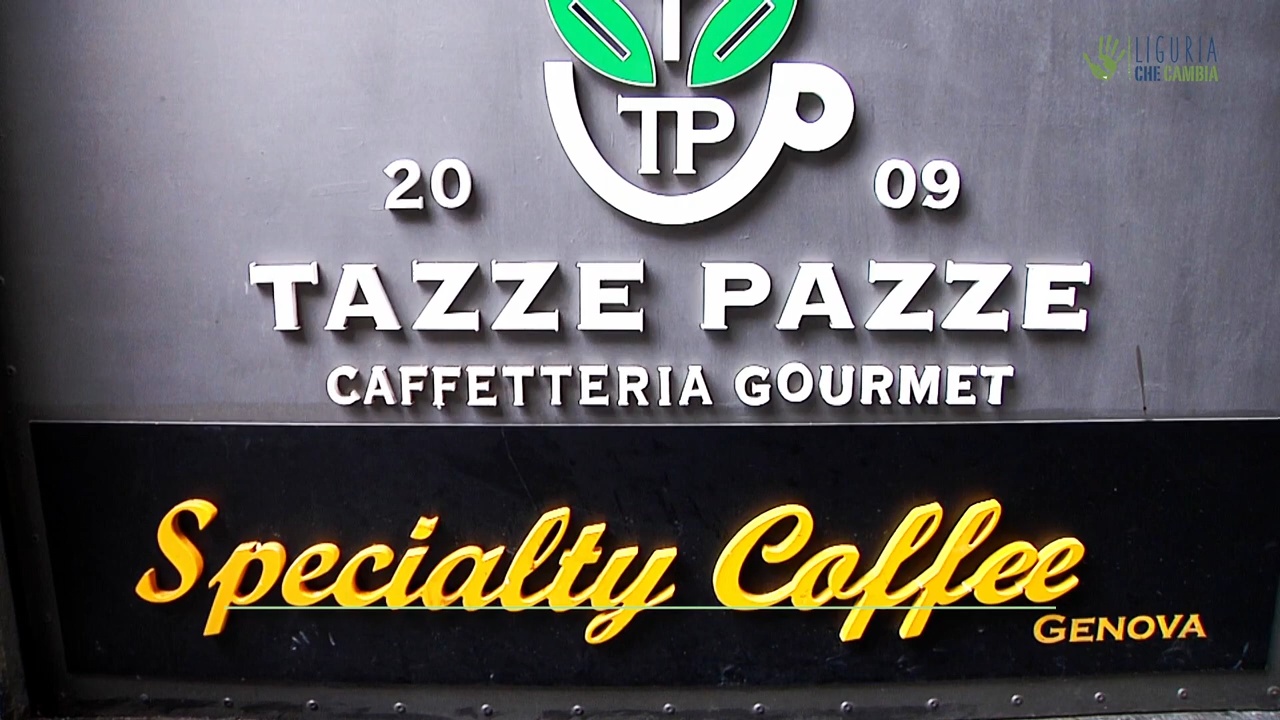 LIGURIA
CHE CAMBIA
TP
20 09
TAZZE PAZZE
CAFFETTERIA GOURMET
Specialty Coffee
GENOVA